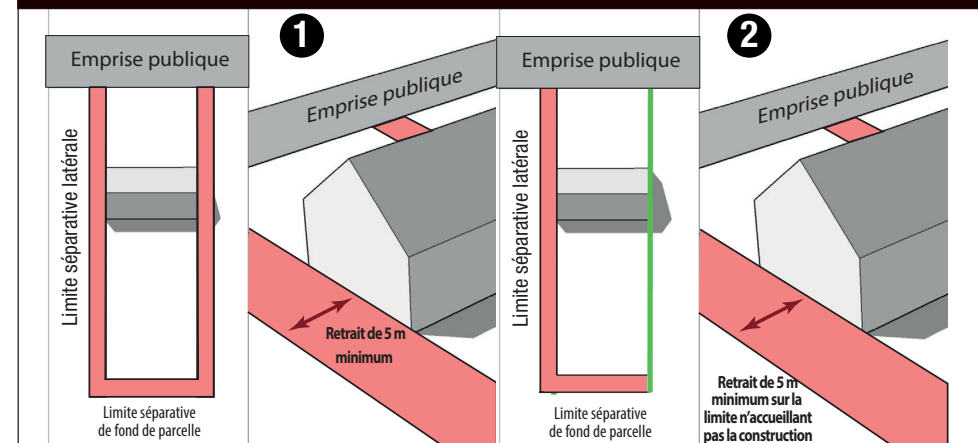 1
2
Emprise publique
Emprise publique
Emprise publique
Emprise publique
Limite séparative latérale
Limite séparative latérale
Retrait de 5 m
minimum
Retrait de 5 m
minimum sur la
limite n’accueillant
pas la construction
Limite séparative
de fond de parcelle
Limite séparative
de fond de parcelle